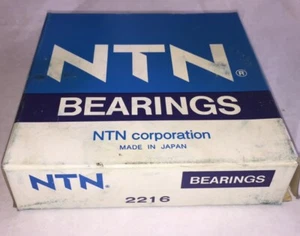 NTN®
BEARINGS
NTN corporation
MADE IN JAPAN
NTN. BEARINGS
2216